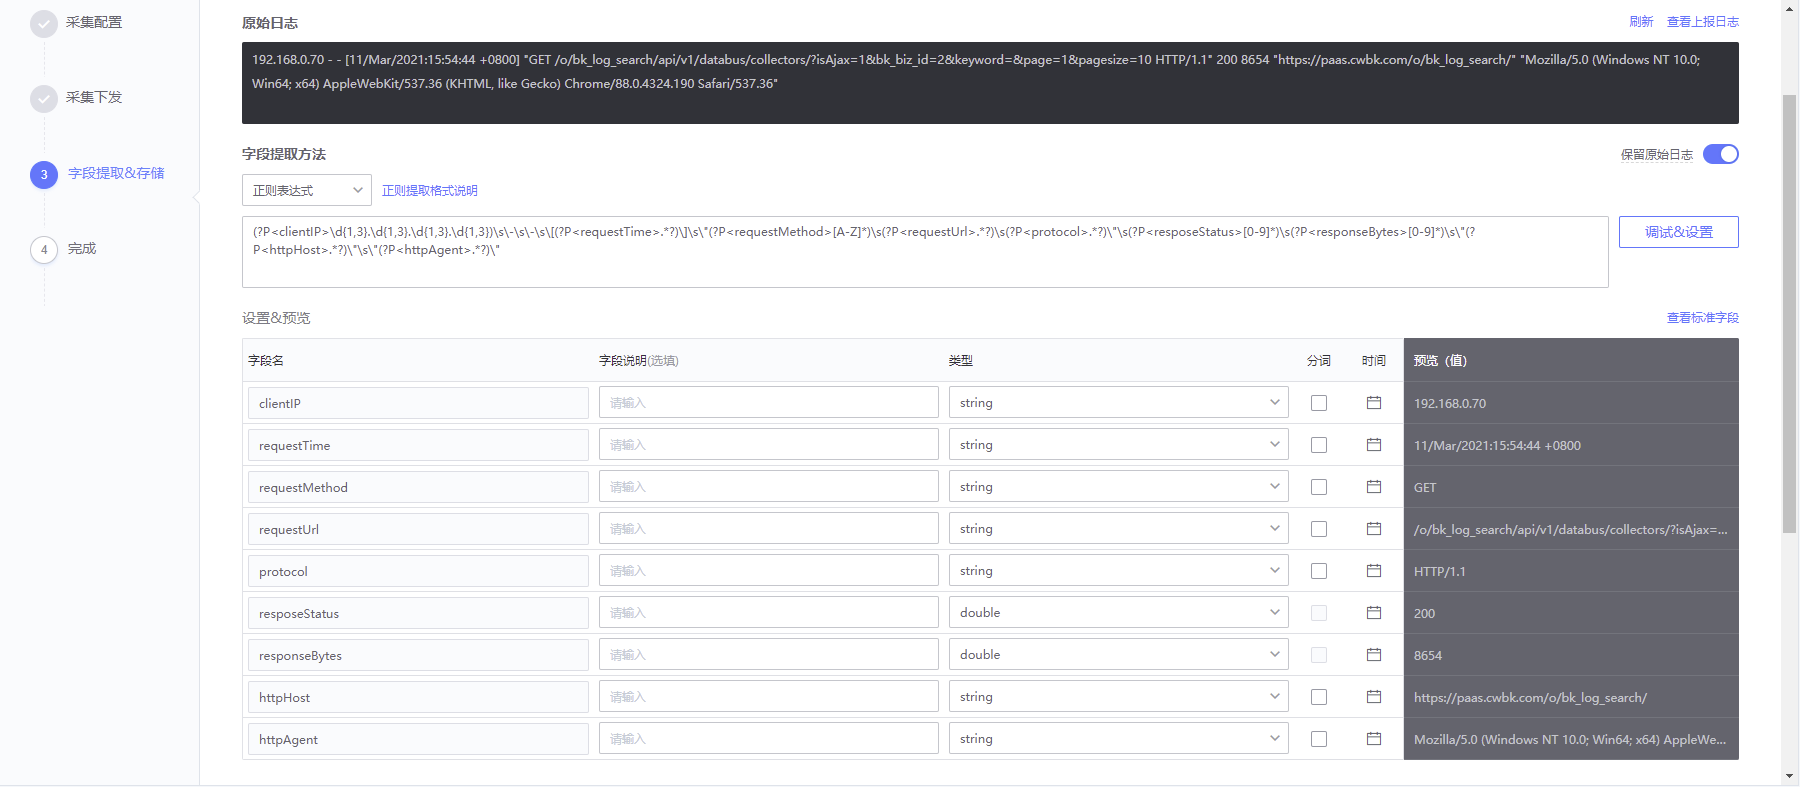 采集配置
采集下发
3 字段提取&存储
4 完成
原始日志 刷新 查看上报日志
192.168.0.70 - - [11/Mar/2021:15:54:44 +0800] "GET /o/bk_log_search/api/v1/databus/collectors/?isAjax=1&bk_biz_id=2&keyword=&page=1&pagesize=10 HTTP/1.1" 200 8654 "https://paas.cwbk.com/o/bk_log_search/" "Mozilla/5.0 (Windows NT 10.0;
Win64; x64) AppleWebKit/537.36 (KHTML, like Gecko) Chrome/88.0.4324.190 Safari/537.36"
字段提取方法 保留原始日志
正则表达式 正则提取格式说明
(?P<clientIP>\d{1,3}.\d{1,3}.\d{1,3}.\d{1,3})\s\-\s\-\s\[(?P<requestTime>.*?)\]\s\"(?P<requestMethod>[A-Z]*)\s(?P<requestUrl>.*?)\s(?P<protocol>.*?)\"\s(?P<resposeStatus>[0-9]*)\s(?P<responseBytes>[0-9]*)\s\"(?
P<httpHost>.*?)\"\s\"(?P<httpAgent>.*?)\"
调试&设置
设置&预览 查看标准字段
字段名 字段说明(选填) 类型 分词 时间 预览（值）
clientIP 请输入 string 192.168.0.70
requestTime 请输入 string 11/Mar/2021:15:54:44 +0800
requestMethod 请输入 string GET
requestUrl 请输入 string /o/bk_log_search/api/v1/databus/collectors/?isAjax=...
protocol 请输入 string HTTP/1.1
resposeStatus 请输入 double 200
responseBytes 请输入 double 8654
httpHost 请输入 string https://paas.cwbk.com/o/bk_log_search/
httpAgent 请输入 string Mozilla/5.0 (Windows NT 10.0; Win64; x64) AppleWe...